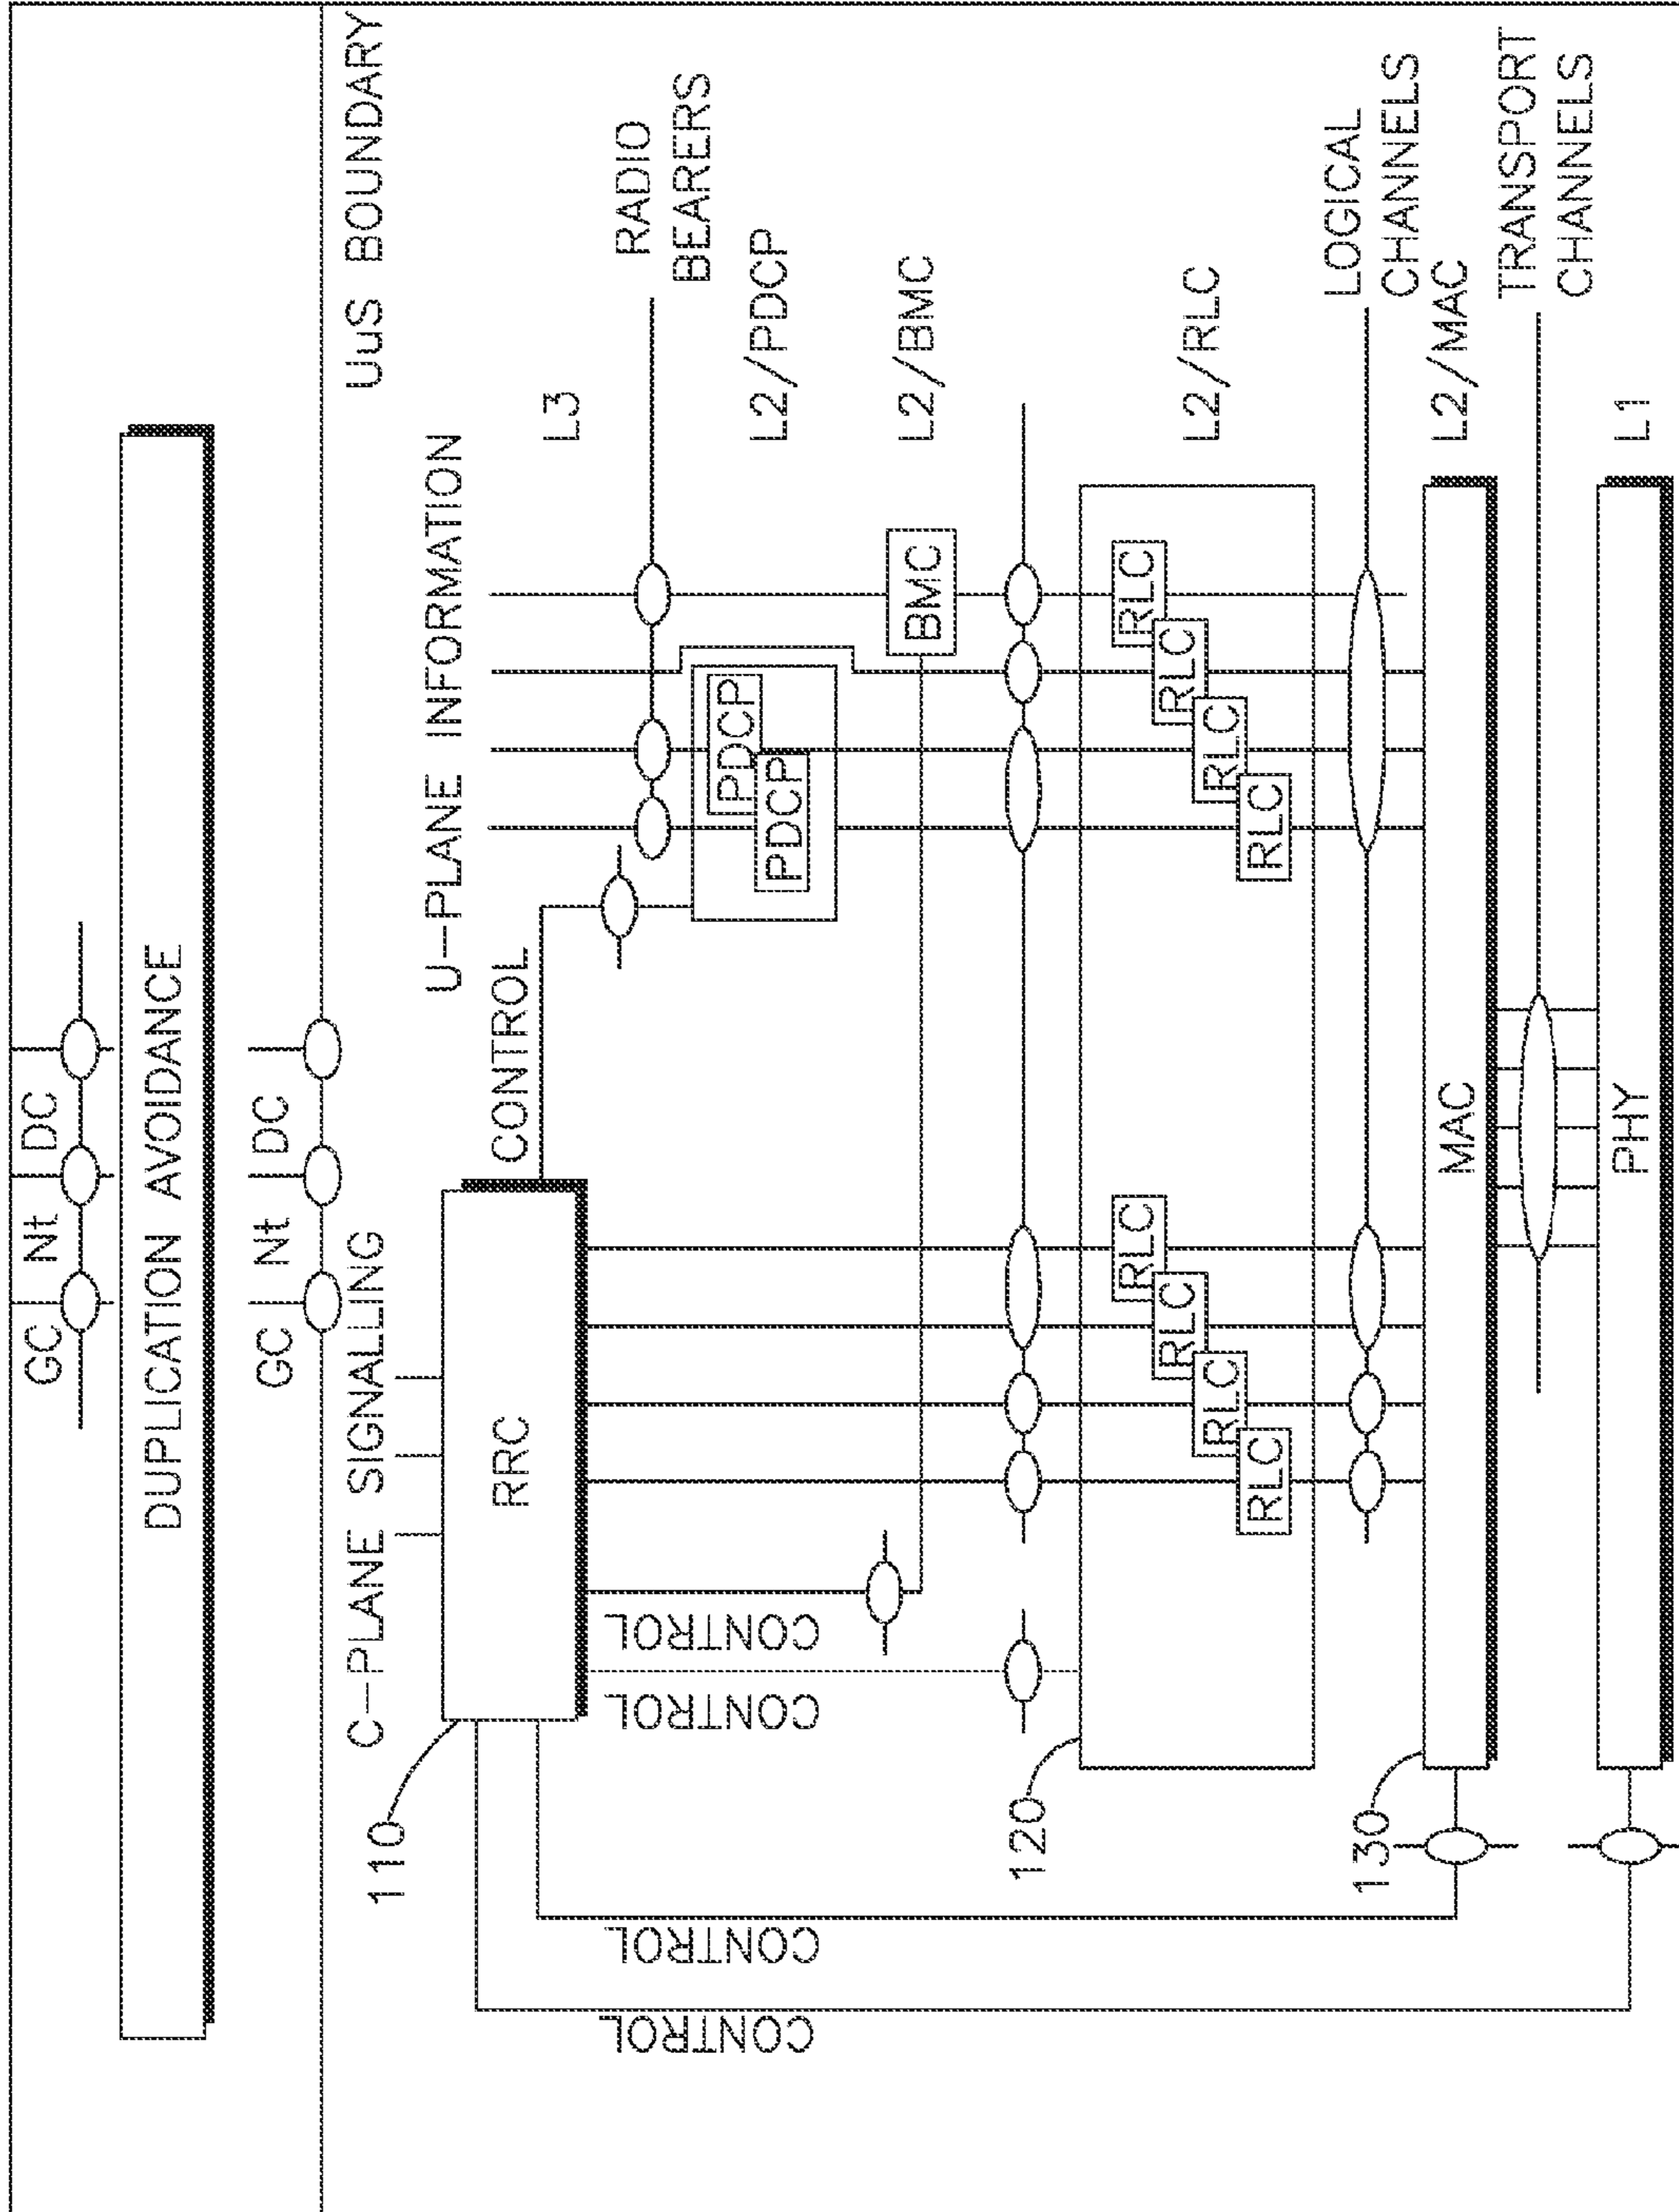 GC Nt DC
DUPLICATION AVOIDANCE
GC Nt DC
UuS BOUNDARY
C-PLANE SIGNALLING
U-PLANE INFORMATION
110
RRC
CONTROL
L3
RADIO
BEARERS
CONTROL
CONTROL
CONTROL
CONTROL
PDCP
PDCP
L2/PDCP
BMC
L2/BMC
120
RLC
RLC
RLC
RLC
RLC
RLC
RLC
RLC
L2/RLC
LOGICAL
CHANNELS
130
MAC
L2/MAC
TRANSPORT
CHANNELS
PHY
L1